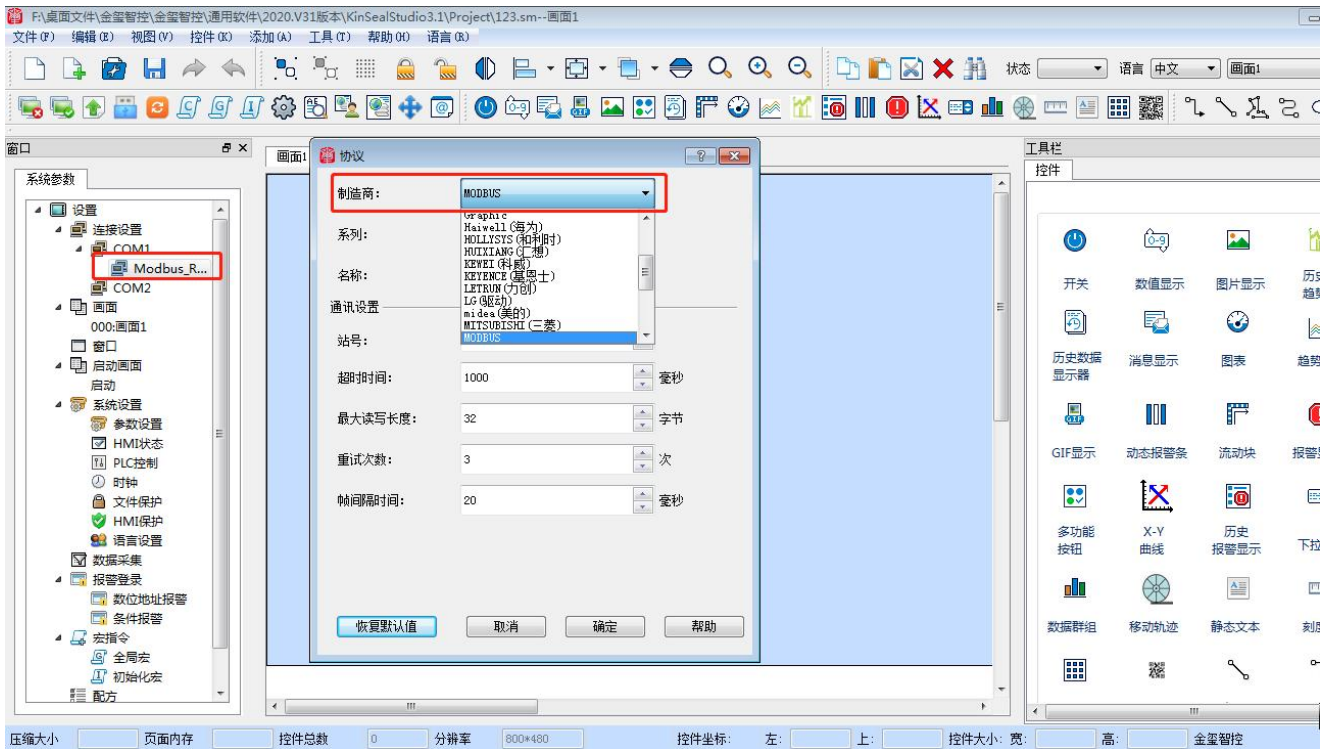 F:\桌面文件\金玺智控\金玺智控\通用软件\2020.V31版本\KinSealStudio3.1\Project\123.sm--画面1
文件(F) 编辑(E) 视图(V) 控件(K) 添加(A) 工具(T) 帮助(H) 语言(R)
状态 语言 中文 画面1
窗口
系统参数
设置
连接设置
COM1
Modbus_R...
COM2
画面
000:画面1
窗口
启动画面
启动
系统设置
参数设置
HMI状态
PLC控制
时钟
文件保护
HMI保护
语言设置
数据采集
报警登录
数位地址报警
条件报警
宏指令
全局宏
初始化宏
配方
画面1
协议
制造商: MODBUS
Graphic
Haiwell(海为)
HOLLYSYS(和利时)
HUIXIANG(汇想)
KEWEI(科威)
KEYENCE(基恩士)
LETRUN(力创)
LG(驱动)
midea(美的)
MITSUBISHI(三菱)
MODBUS
系列:
名称:
通讯设置
站号:
超时时间: 1000 毫秒
最大读写长度: 32 字节
重试次数: 3 次
帧间隔时间: 20 毫秒
恢复默认值 取消 确定 帮助
工具栏
控件
开关 数值显示 图片显示 历史
趋势
历史数据
显示器
消息显示 图表 趋势
GIF显示 动态报警条 流动块 报警显
多功能
按钮
X-Y
曲线
历史
报警显示
下拉
数据群组 移动轨迹 静态文本 刻度
压缩大小 页面内存 控件总数 0 分辨率 800*480 控件坐标: 左: 上: 控件大小: 宽: 高: 金玺智控